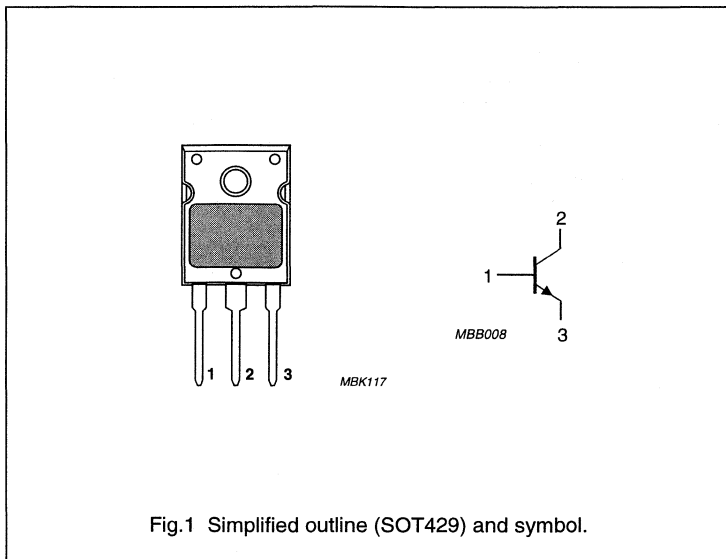 2
1
MBB008
3
1
2
3
MBK117
Fig.1 Simplified outline (SOT429) and symbol.